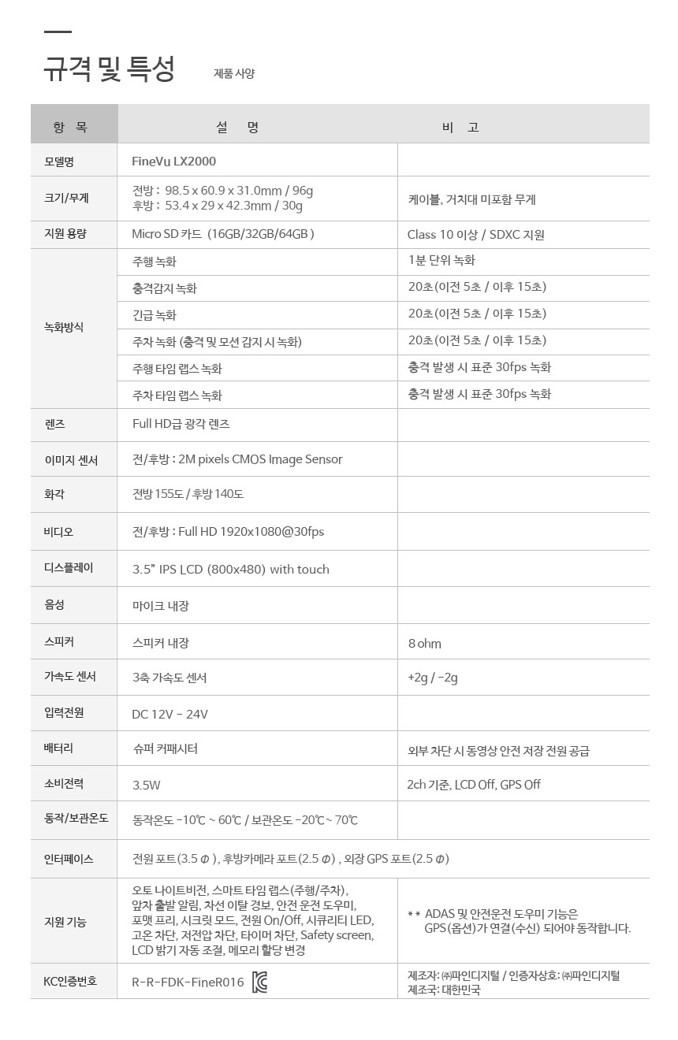 규격 및 특성 제품 사양
항 목 설 명 비 고
모델명 FineVu LX2000
크기/무게 전방 : 98.5 x 60.9 x 31.0mm / 96g
후방 : 53.4 x 29 x 42.3mm / 30g 케이블, 거치대 미포함 무게
지원 용량 Micro SD 카드 (16GB/32GB/64GB ) Class 10 이상 / SDXC 지원
녹화방식 주행 녹화 1분 단위 녹화
충격감지 녹화 20초(이전 5초 / 이후 15초)
긴급 녹화 20초(이전 5초 / 이후 15초)
주차 녹화 (충격 및 모션 감지 시 녹화) 20초(이전 5초 / 이후 15초)
주행 타임 랩스 녹화 충격 발생 시 표준 30fps 녹화
주차 타임 랩스 녹화 충격 발생 시 표준 30fps 녹화
렌즈 Full HD급 광각 렌즈
이미지 센서 전/후방 : 2M pixels CMOS Image Sensor
화각 전방 155도 / 후방 140도
비디오 전/후방 : Full HD 1920x1080@30fps
디스플레이 3.5" IPS LCD (800x480) with touch
음성 마이크 내장
스피커 스피커 내장 8 ohm
가속도 센서 3축 가속도 센서 +2g / -2g
입력전원 DC 12V - 24V
배터리 슈퍼 커패시터 외부 차단 시 동영상 안전 저장 전원 공급
소비전력 3.5W 2ch 기준, LCD Off, GPS Off
동작/보관온도 동작온도 -10℃ ~ 60℃ / 보관온도 -20℃~ 70℃
인터페이스 전원 포트(3.5 Ø ), 후방카메라 포트(2.5 Ø ) , 외장 GPS 포트(2.5 Ø )
지원 기능 오토 나이트비전, 스마트 타임 랩스(주행/주차),
앞차 출발 알림, 차선 이탈 경보, 안전 운전 도우미,
포맷 프리, 시크릿 모드, 전원 On/Off, 시큐리티 LED,
고온 차단, 저전압 차단, 타이머 차단, Safety screen,
LCD 밝기 자동 조절, 메모리 할당 변경
** ADAS 및 안전운전 도우미 기능은
GPS(옵션)가 연결(수신) 되어야 동작합니다.
KC인증번호 R-R-FDK-FineR016 KC 제조자: ㈜파인디지털 / 인증자상호: ㈜파인디지털
제조국: 대한민국